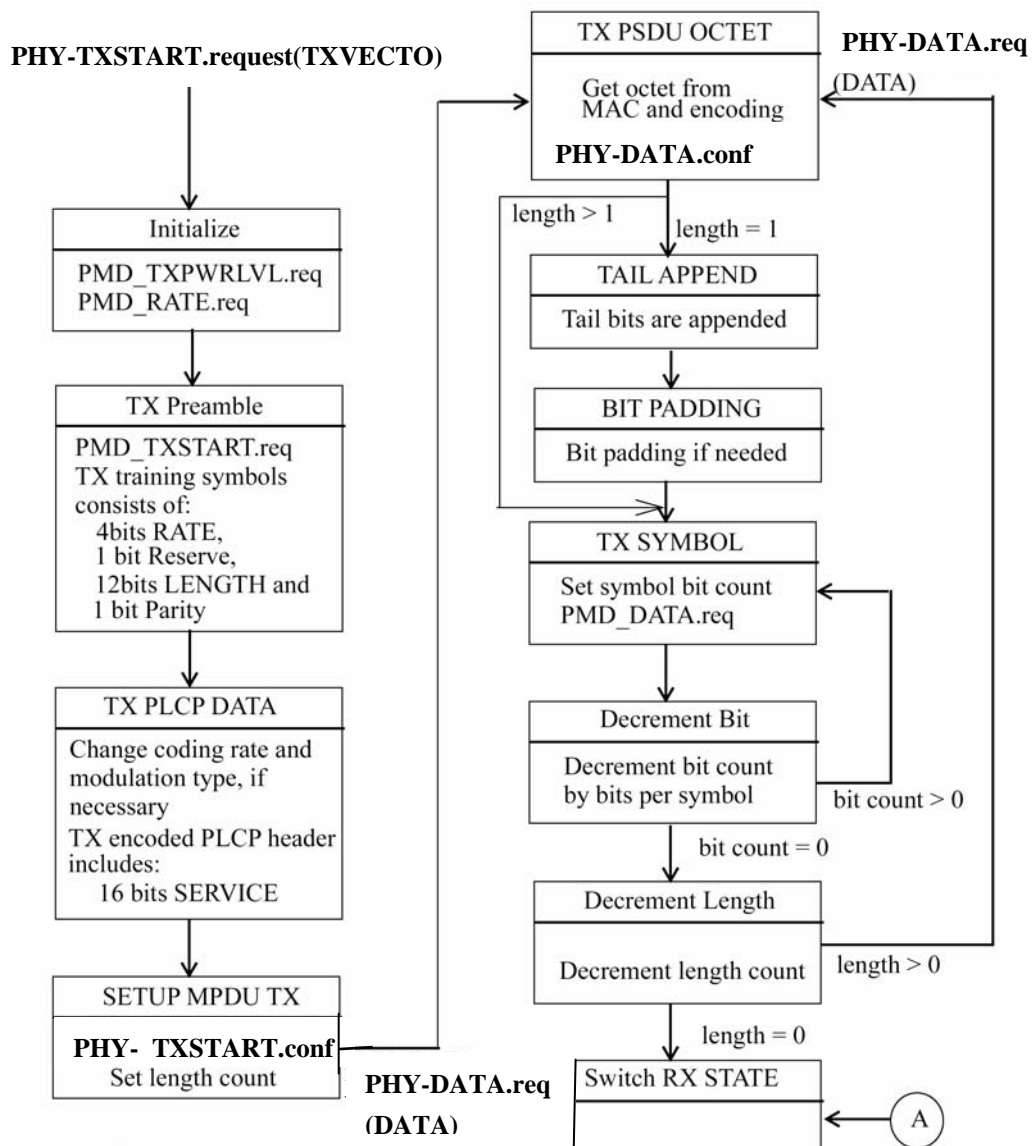 PHY-TXSTART.request(TXVECTO)
Initialize
PMD_TXPWRLVL.req
PMD_RATE.req
TX Preamble
PMD_TXSTART.req
TX training symbols
consists of:
4bits RATE,
1 bit Reserve,
12bits LENGTH and
1 bit Parity
TX PLCP DATA
Change coding rate and
modulation type, if
necessary
TX encoded PLCP header
includes:
16 bits SERVICE
SETUP MPDU TX
PHY- TXSTART.conf
Set length count
PHY-DATA.req
(DATA)
TX PSDU OCTET
Get octet from
MAC and encoding
PHY-DATA.conf
PHY-DATA.req
(DATA)
length > 1
length = 1
TAIL APPEND
Tail bits are appended
BIT PADDING
Bit padding if needed
TX SYMBOL
Set symbol bit count
PMD_DATA.req
Decrement Bit
Decrement bit count
by bits per symbol
bit count > 0
bit count = 0
Decrement Length
Decrement length count
length > 0
length = 0
Switch RX STATE
A